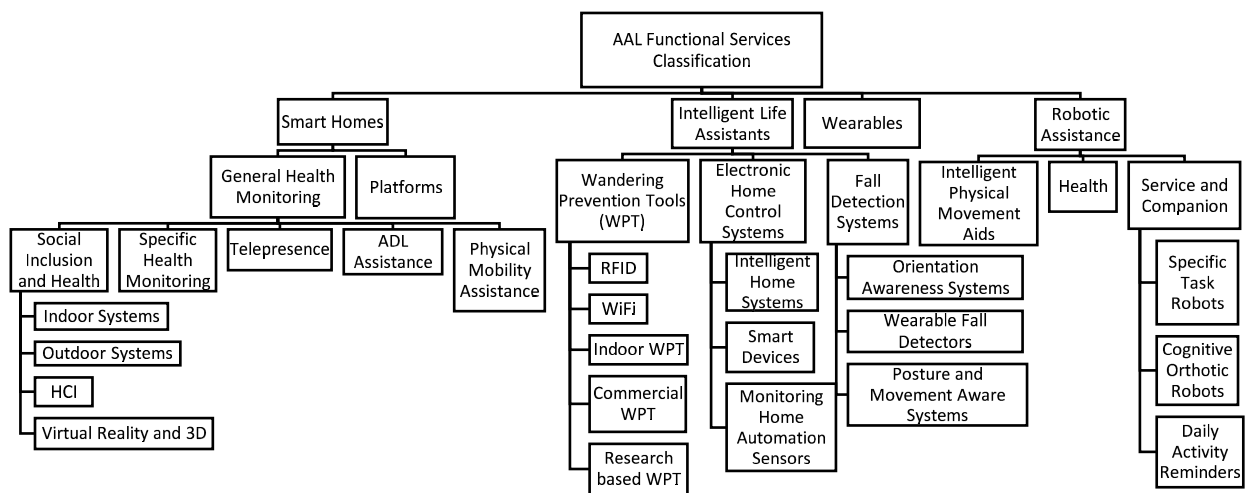 AAL Functional Services
Classification
Smart Homes
Intelligent Life
Assistants
Wearables
Robotic
Assistance
General Health
Monitoring
Platforms
Wandering
Prevention Tools
(WPT)
Electronic
Home
Control
Systems
Fall
Detection
Systems
Intelligent
Physical
Movement
Aids
Health
Service and
Companion
Social
Inclusion
and Health
Specific
Health
Monitoring
Telepresence
ADL
Assistance
Physical
Mobility
Assistance
Indoor Systems
Outdoor Systems
HCI
Virtual Reality and 3D
RFID
WiFi
Indoor WPT
Commercial
WPT
Research
based WPT
Intelligent
Home
Systems
Smart
Devices
Monitoring
Home
Automation
Sensors
Orientation
Awareness Systems
Wearable Fall
Detectors
Posture and
Movement Aware
Systems
Specific
Task
Robots
Cognitive
Orthotic
Robots
Daily
Activity
Reminders